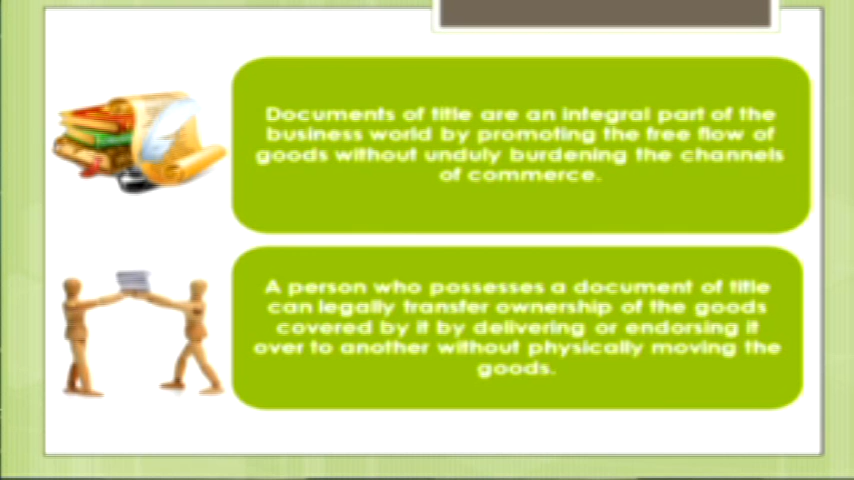 Documents of title are an integral part of the
business world by promoting the free flow of
goods without unduly burdening the channels
of commerce.
A person who possesses a document of title
can legally transfer ownership of the goods
covered by it by delivering or endorsing it
over to another without physically moving the
goods.